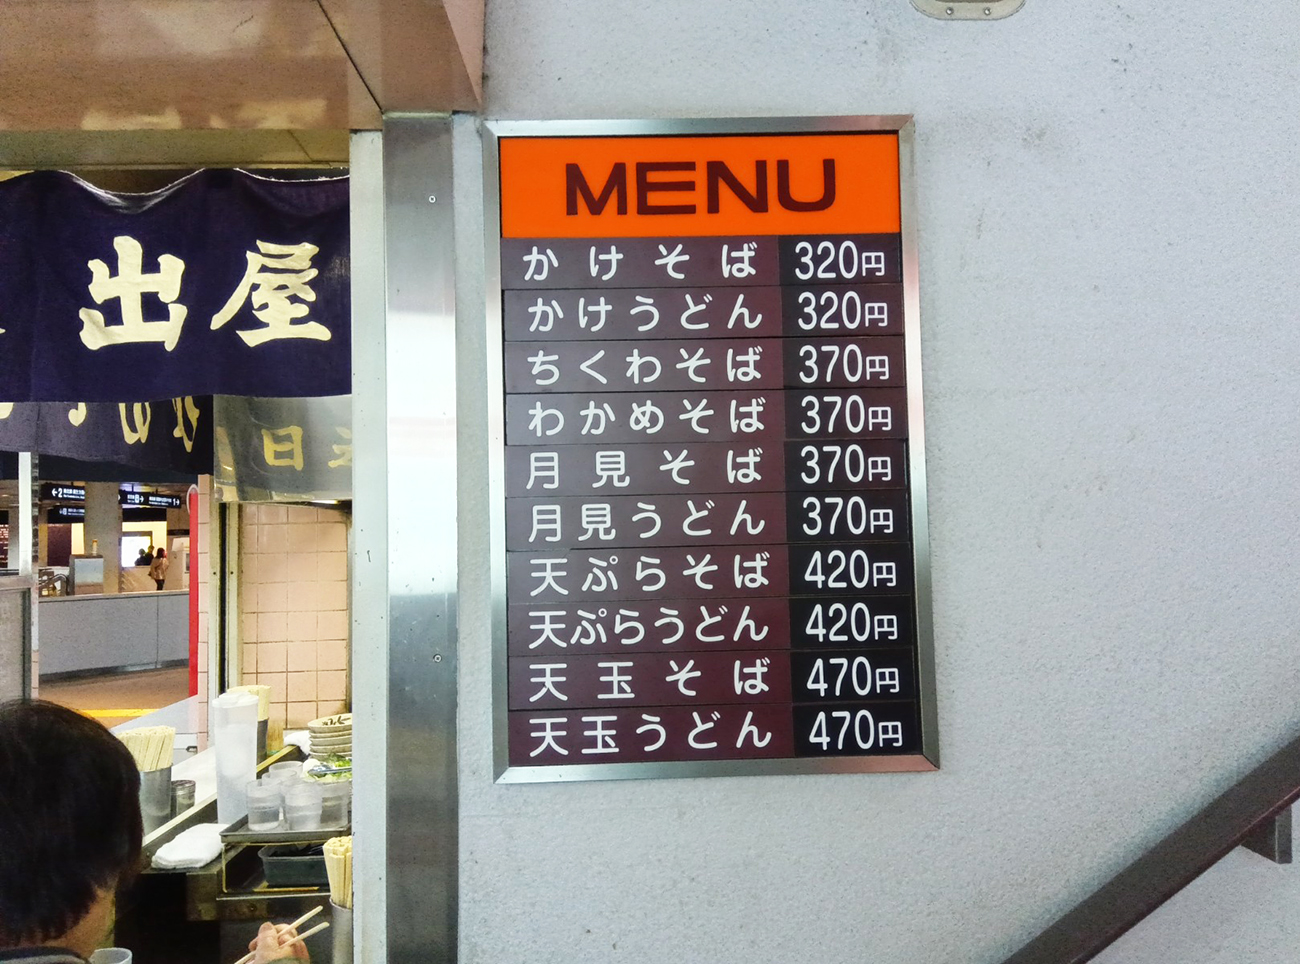 出屋
日
MENU
かけそば 320円
かけうどん 320円
ちくわそば 370円
わかめそば 370円
月見そば 370円
月見うどん 370円
天ぷらそば 420円
天ぷらうどん 420円
天玉そば 470円
天玉うどん 470円